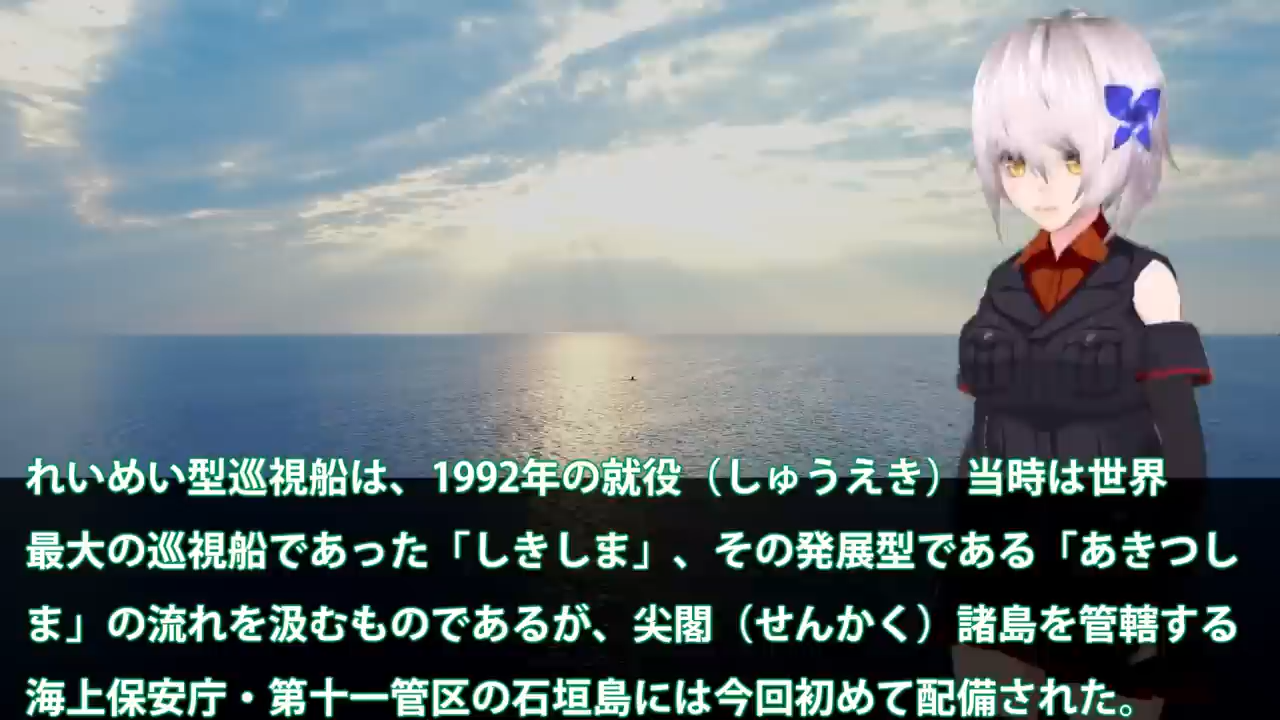 れいめい型巡視船は、1992年の就役（しゅうえき）当時は世界
最大の巡視船であった「しきしま」、その発展型である「あきつし
ま」の流れを汲むものであるが、尖閣（せんかく）諸島を管轄する
海上保安庁・第十一管区の石垣島には今回初めて配備された。